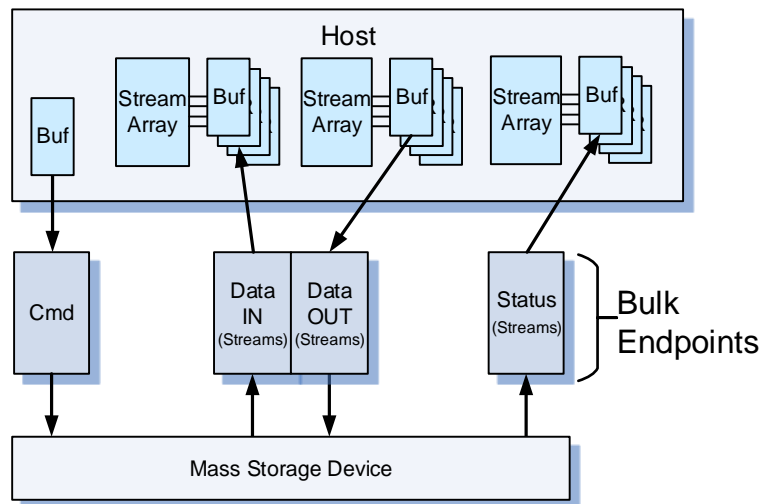 Host
Buf
Stream
Array
Buf
Stream
Array
Buf
Stream
Array
Buf
Cmd
Data
IN
(Streams)
Data
OUT
(Streams)
Status
(Streams)
Bulk
Endpoints
Mass Storage Device